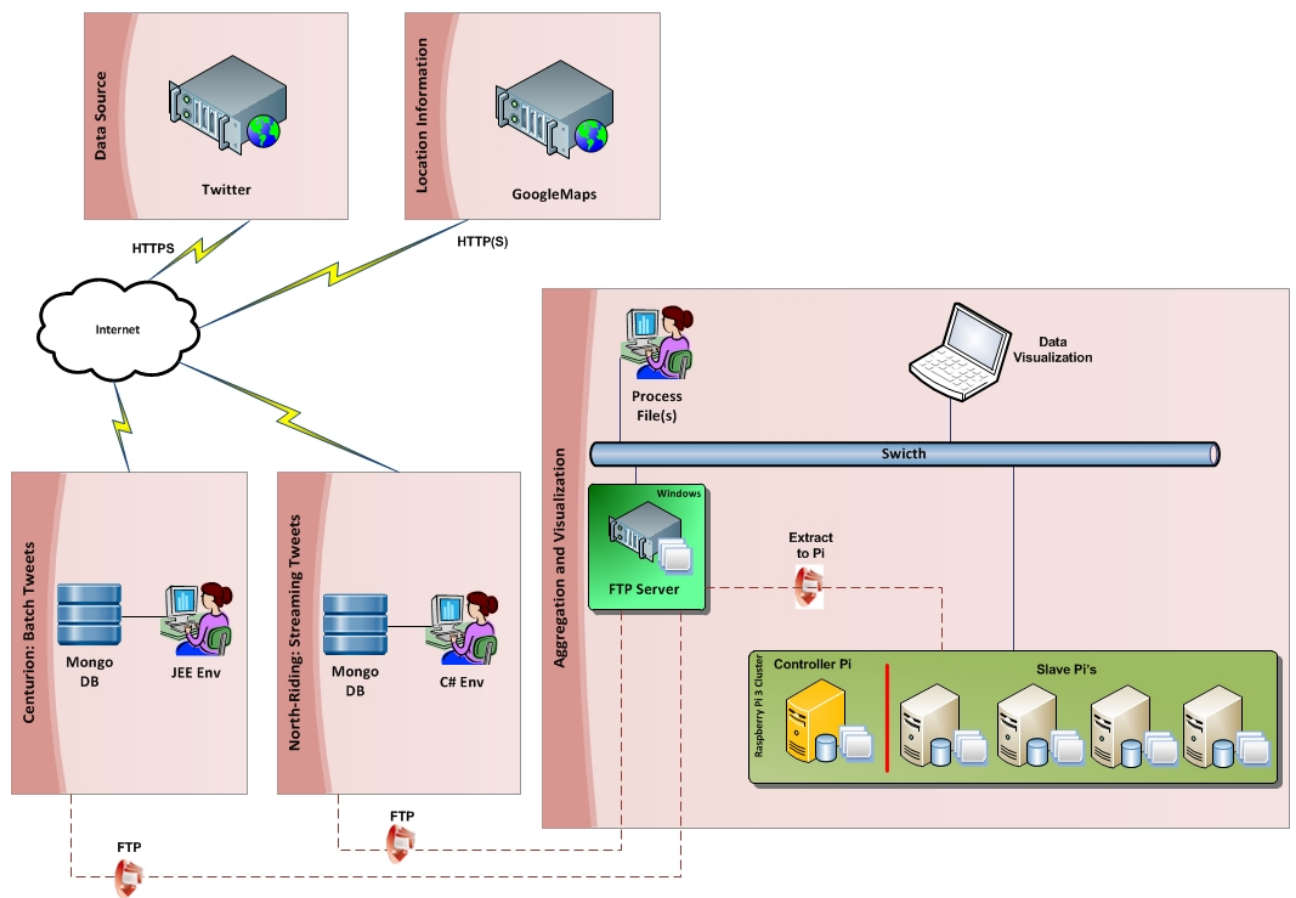 Data Source
Twitter
Location Information
GoogleMaps
HTTPS
HTTP(S)
Internet
Aggregation and Visualization
Process
File(s)
Data
Visualization
Swicth
Windows
FTP Server
Extract
to Pi
Raspberry Pi 3 Cluster
Controller Pi
Slave Pi's
Centurion: Batch Tweets
Mongo
DB
JEE Env
North-Riding: Streaming Tweets
Mongo
DB
C# Env
FTP
FTP